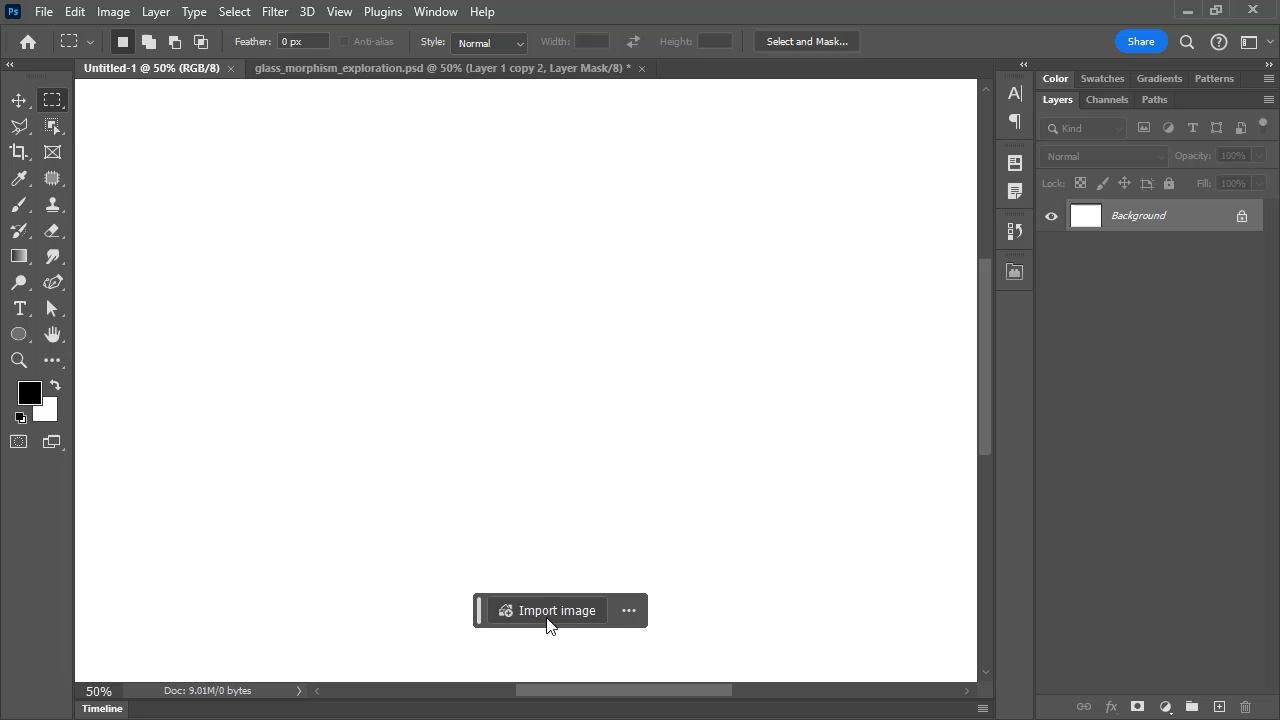 Ps File Edit Image Layer Type Select Filter 3D View Plugins Window Help
Feather: 0 px Anti-alias Style: Normal Width: Height: Select and Mask... Share
Untitled-1 @ 50% (RGB/8) glass_morphism_exploration.psd @ 50% (Layer 1 copy 2, Layer Mask/8) *
Color Swatches Gradients Patterns
Layers Channels Paths
Kind
Normal Opacity: 100%
Lock: Fill: 100%
Background
Import image
50% Doc: 9.01M/0 bytes
Timeline